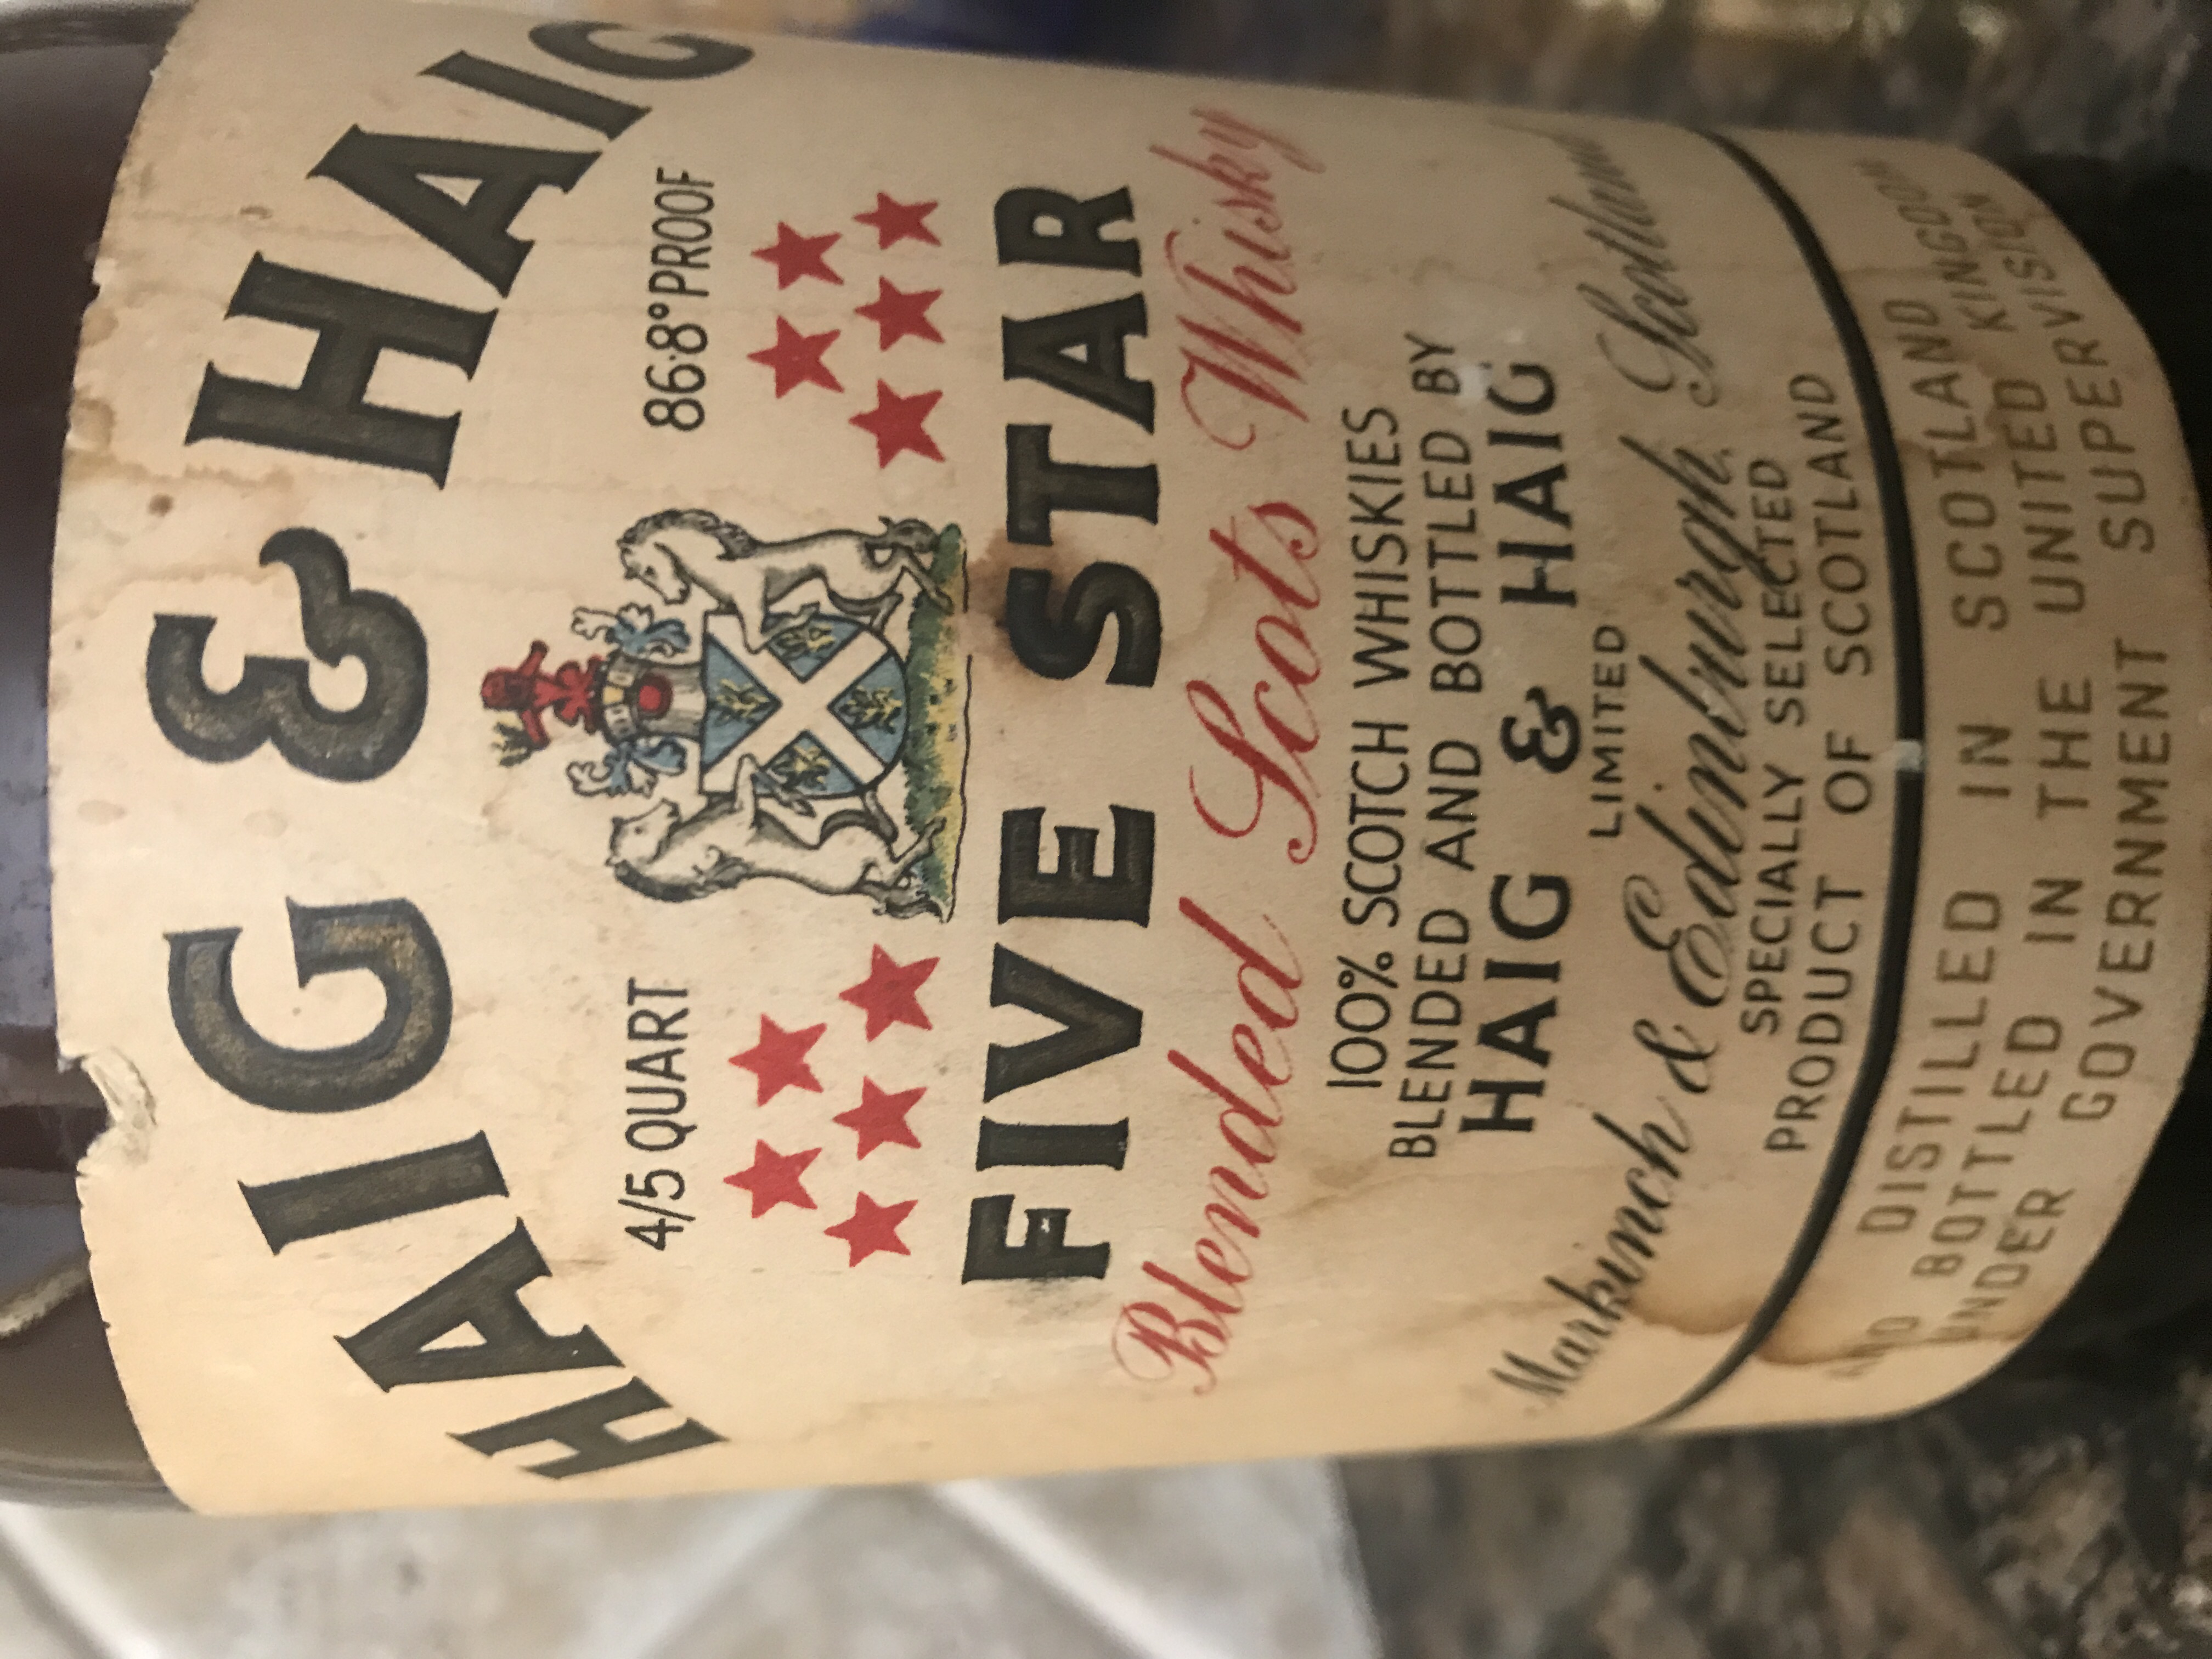 HAIG & HAIG
4/5 QUART 86·8° PROOF
FIVE STAR
Blended Scots Whisky
100% SCOTCH WHISKIES
BLENDED AND BOTTLED BY
HAIG & HAIG
LIMITED
Markinch & Edinburgh, Scotland
SPECIALLY SELECTED
PRODUCT OF SCOTLAND
DISTILLED IN SCOTLAND
AND BOTTLED IN THE UNITED KINGDOM
UNDER GOVERNMENT SUPERVISION